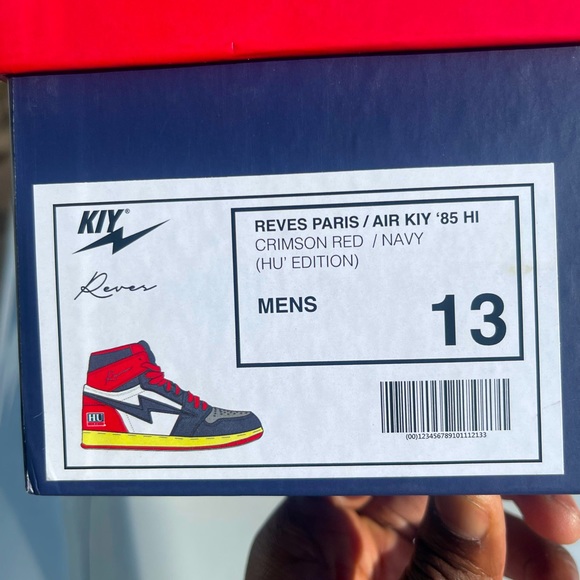 KIY®
Reves
REVES PARIS / AIR KIY ‘85 HI
CRIMSON RED / NAVY
(HU’ EDITION)
MENS
13
HU
(00)123456789101112133